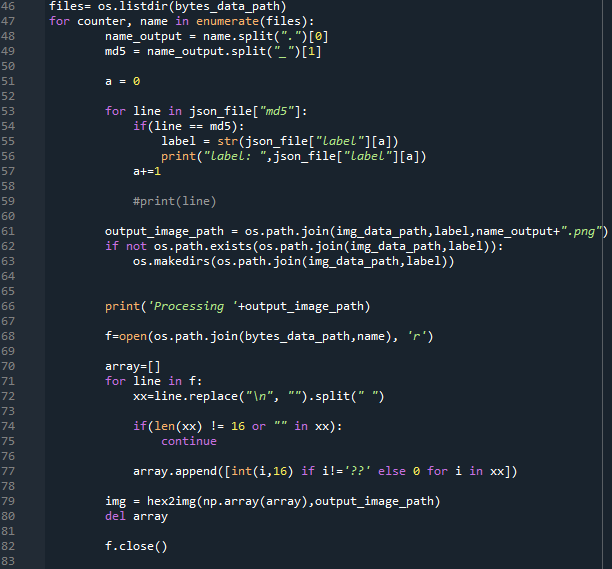 46 files= os.listdir(bytes_data_path)
47 for counter, name in enumerate(files):
48         name_output = name.split(".")[0]
49         md5 = name_output.split("_")[1]
50
51         a = 0
52
53         for line in json_file["md5"]:
54             if(line == md5):
55                 label = str(json_file["label"][a])
56                 print("label: ",json_file["label"][a])
57             a+=1
58
59             #print(line)
60
61         output_image_path = os.path.join(img_data_path,label,name_output+".png")
62         if not os.path.exists(os.path.join(img_data_path,label)):
63             os.makedirs(os.path.join(img_data_path,label))
64
65
66         print('Processing '+output_image_path)
67
68         f=open(os.path.join(bytes_data_path,name), 'r')
69
70         array=[]
71         for line in f:
72             xx=line.replace("\n", "").split(" ")
73
74             if(len(xx) != 16 or "" in xx):
75                 continue
76
77             array.append([int(i,16) if i!='??' else 0 for i in xx])
78
79         img = hex2img(np.array(array),output_image_path)
80         del array
81
82         f.close()
83